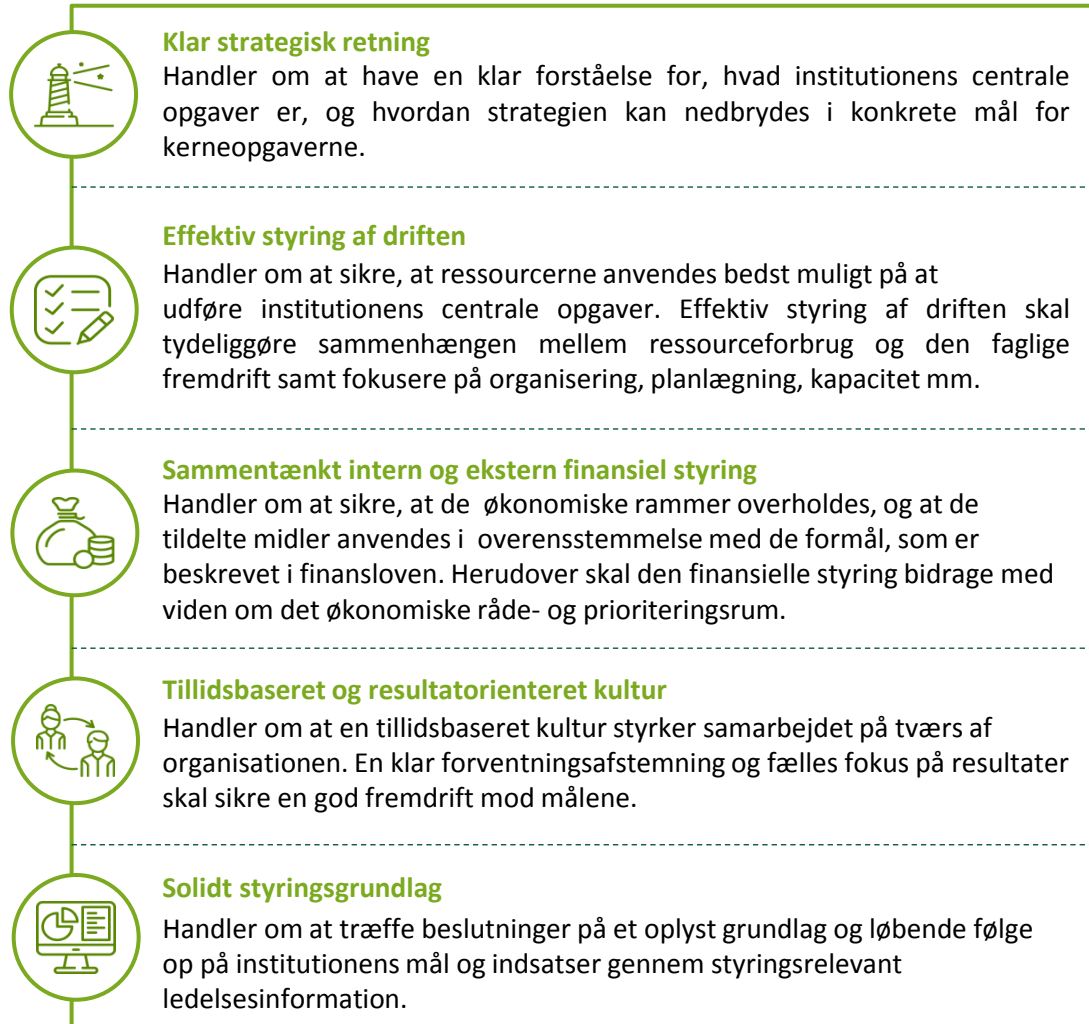 Klar strategisk retning
Handler om at have en klar forståelse for, hvad institutionens centrale
opgaver er, og hvordan strategien kan nedbrydes i konkrete mål for
kerneopgaverne.
Effektiv styring af driften
Handler om at sikre, at ressourcerne anvendes bedst muligt på at
udføre institutionens centrale opgaver. Effektiv styring af driften skal
tydeliggøre sammenhængen mellem ressourceforbrug og den faglige
fremdrift samt fokusere på organisering, planlægning, kapacitet mm.
Sammentænkt intern og ekstern finansiel styring
Handler om at sikre, at de økonomiske rammer overholdes, og at de
tildelte midler anvendes i overensstemmelse med de formål, som er
beskrevet i finansloven. Herudover skal den finansielle styring bidrage med
viden om det økonomiske råde- og prioriteringsrum.
Tillidsbaseret og resultatorienteret kultur
Handler om at en tillidsbaseret kultur styrker samarbejdet på tværs af
organisationen. En klar forventningsafstemning og fælles fokus på resultater
skal sikre en god fremdrift mod målene.
Solidt styringsgrundlag
Handler om at træffe beslutninger på et oplyst grundlag og løbende følge
op på institutionens mål og indsatser gennem styringsrelevant
ledelsesinformation.